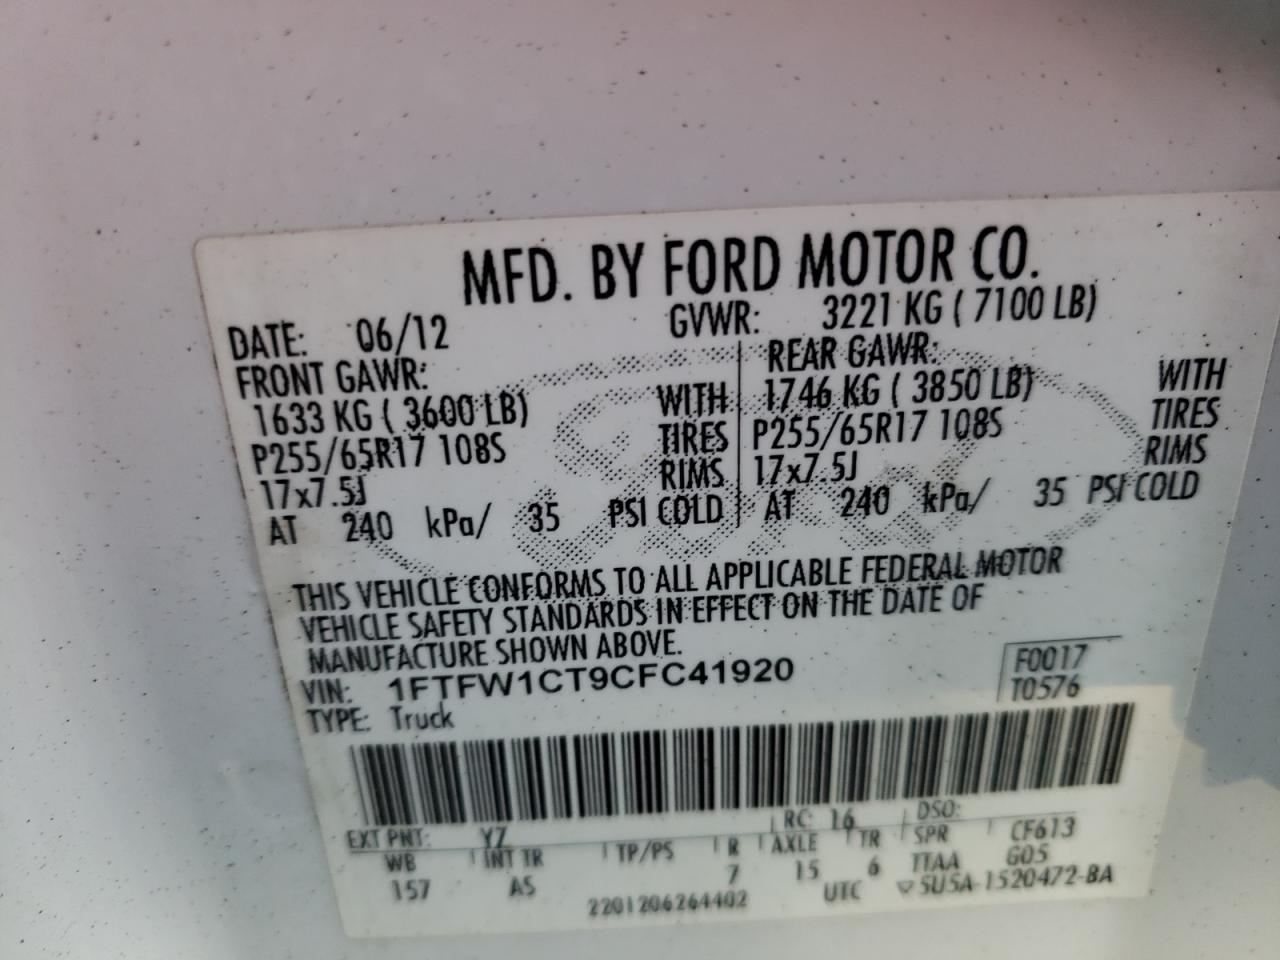 MFD. BY FORD MOTOR CO.
DATE: 06/12 GVWR: 3221 KG ( 7100 LB)
FRONT GAWR: REAR GAWR:
1633 KG ( 3600 LB) WITH 1746 KG ( 3850 LB) WITH
P255/65R17 108S TIRES P255/65R17 108S TIRES
17x7.5J RIMS 17x7.5J RIMS
AT 240 kPa/ 35 PSI COLD AT 240 kPa/ 35 PSI COLD
THIS VEHICLE CONFORMS TO ALL APPLICABLE FEDERAL MOTOR
VEHICLE SAFETY STANDARDS IN EFFECT ON THE DATE OF
MANUFACTURE SHOWN ABOVE.
VIN: 1FTFW1CT9CFC41920 F0017
TYPE: Truck T0576
EXT PNT: YZ RC: 16 DSO:
WB INT TR TP/PS R AXLE TR SPR CF613
157 A5 7 15 6 TTAA G05
2201206264402 UTC ▽ 5U5A-1520472-BA